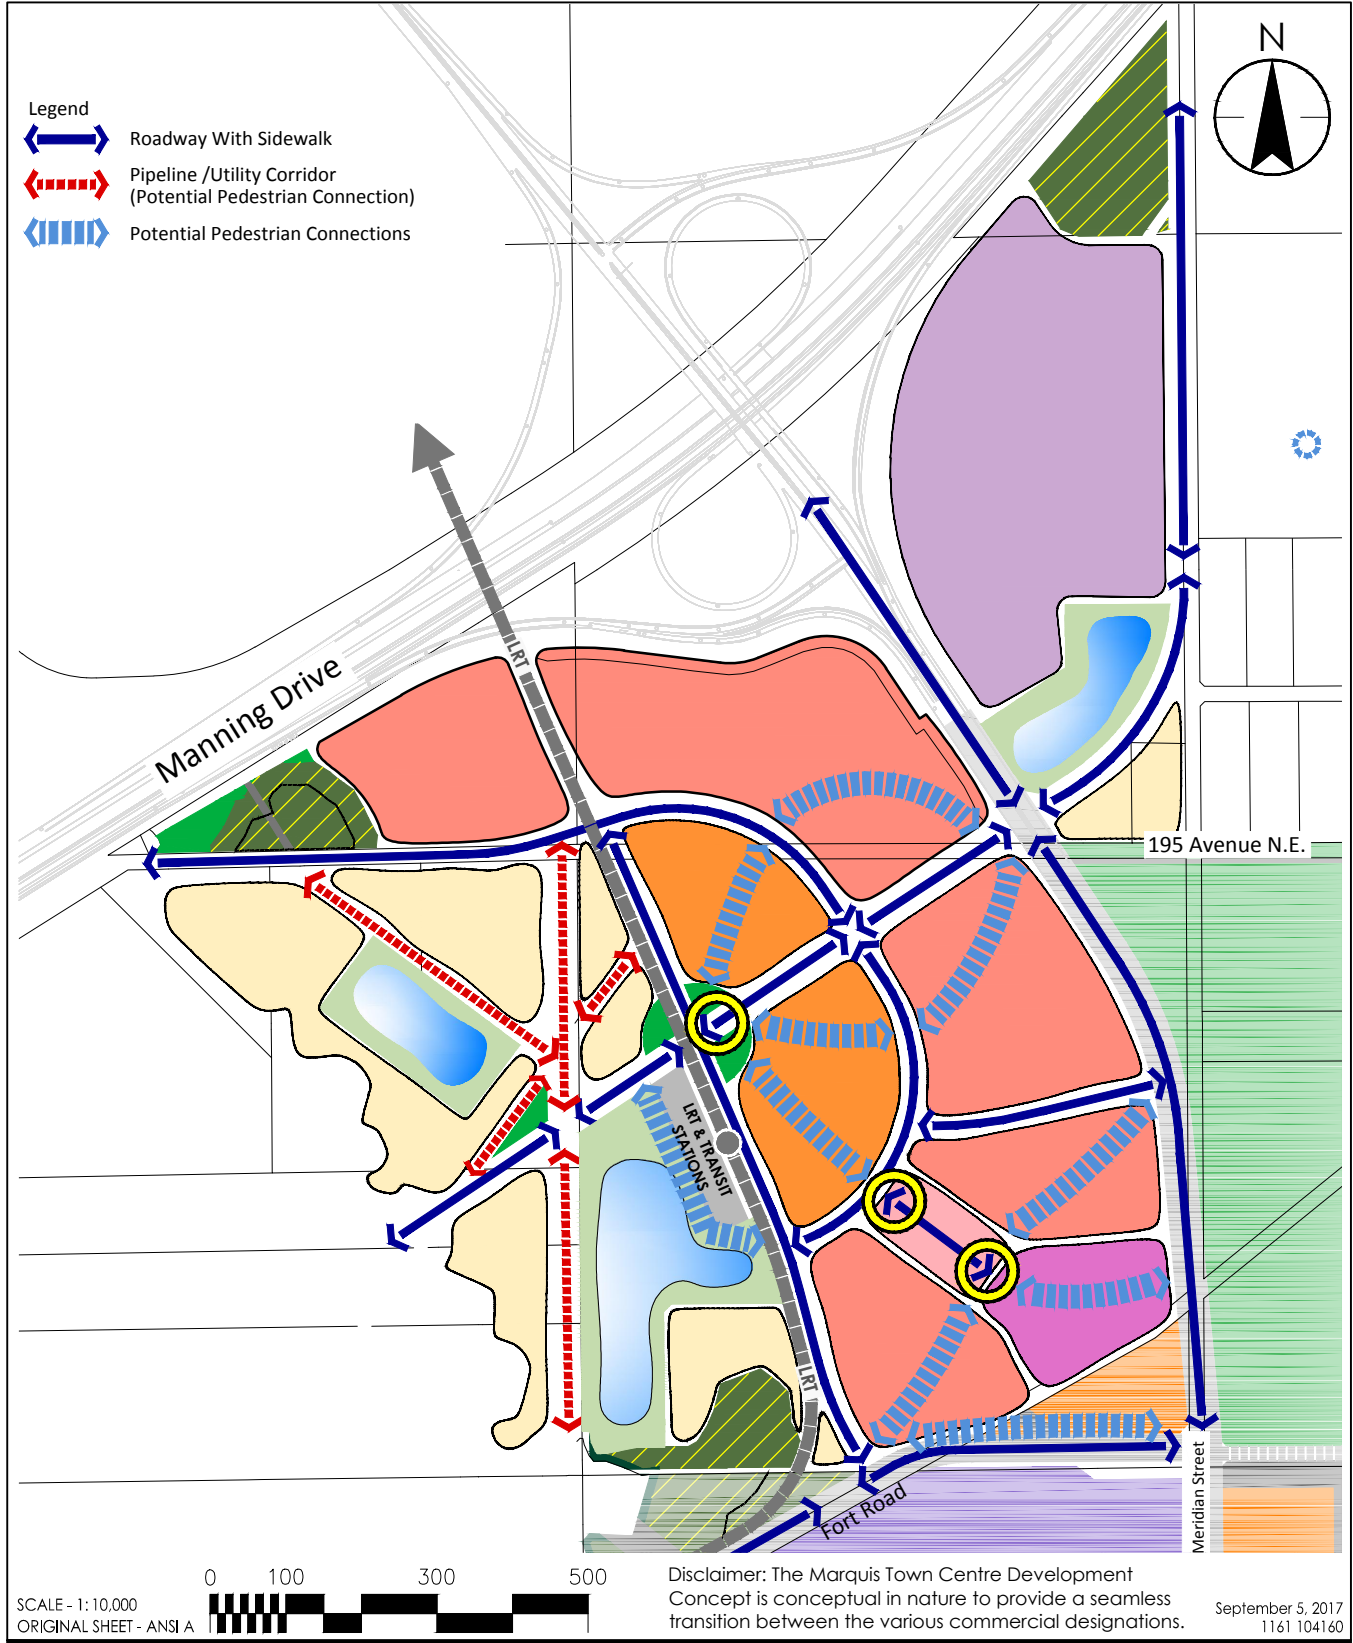 N
Legend
Roadway With Sidewalk
Pipeline /Utility Corridor
(Potential Pedestrian Connection)
Potential Pedestrian Connections
LRT
Manning Drive
195 Avenue N.E.
LRT & TRANSIT
STATIONS
LRT
Fort Road
Meridian Street
0 100 300 500
SCALE - 1: 10,000
ORIGINAL SHEET - ANSI A
Disclaimer: The Marquis Town Centre Development
Concept is conceptual in nature to provide a seamless
transition between the various commercial designations.
September 5, 2017
1161 104160